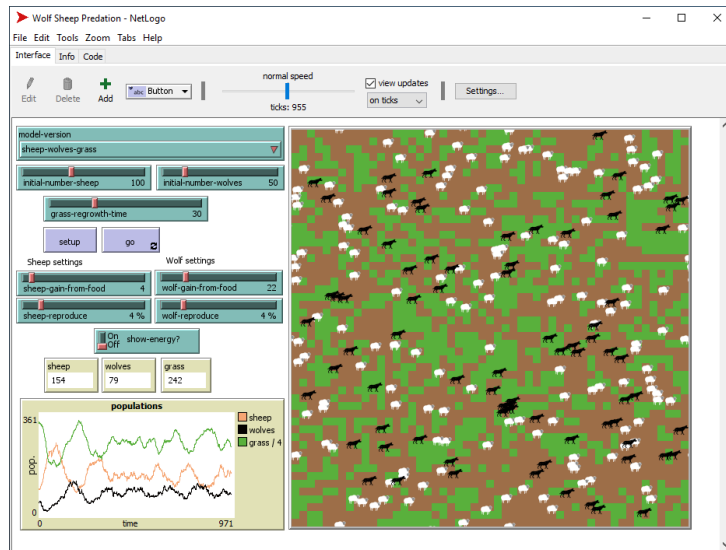 Wolf Sheep Predation - NetLogo
File Edit Tools Zoom Tabs Help
Interface Info Code
Edit
Delete
Add
abc Button
normal speed
ticks: 955
view updates
on ticks
Settings...
model-version
sheep-wolves-grass
initial-number-sheep 100
initial-number-wolves 50
grass-regrowth-time 30
setup
go
Sheep settings
Wolf settings
sheep-gain-from-food 4
wolf-gain-from-food 22
sheep-reproduce 4 %
wolf-reproduce 4 %
On
Off
show-energy?
sheep
154
wolves
79
grass
242
populations
361
pop.
0
0
time
971
sheep
wolves
grass / 4